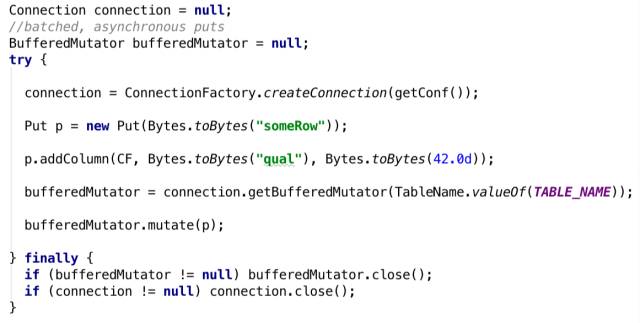 Connection connection = null;
//batched, asynchronous puts
BufferedMutator bufferedMutator = null;
try {
connection = ConnectionFactory.createConnection(getConf());
Put p = new Put(Bytes.toBytes("someRow"));
p.addColumn(CF, Bytes.toBytes("qual"), Bytes.toBytes(42.0d));
bufferedMutator = connection.getBufferedMutator(TableName.valueOf(TABLE_NAME));
bufferedMutator.mutate(p);
} finally {
if (bufferedMutator != null) bufferedMutator.close();
if (connection != null) connection.close();
}